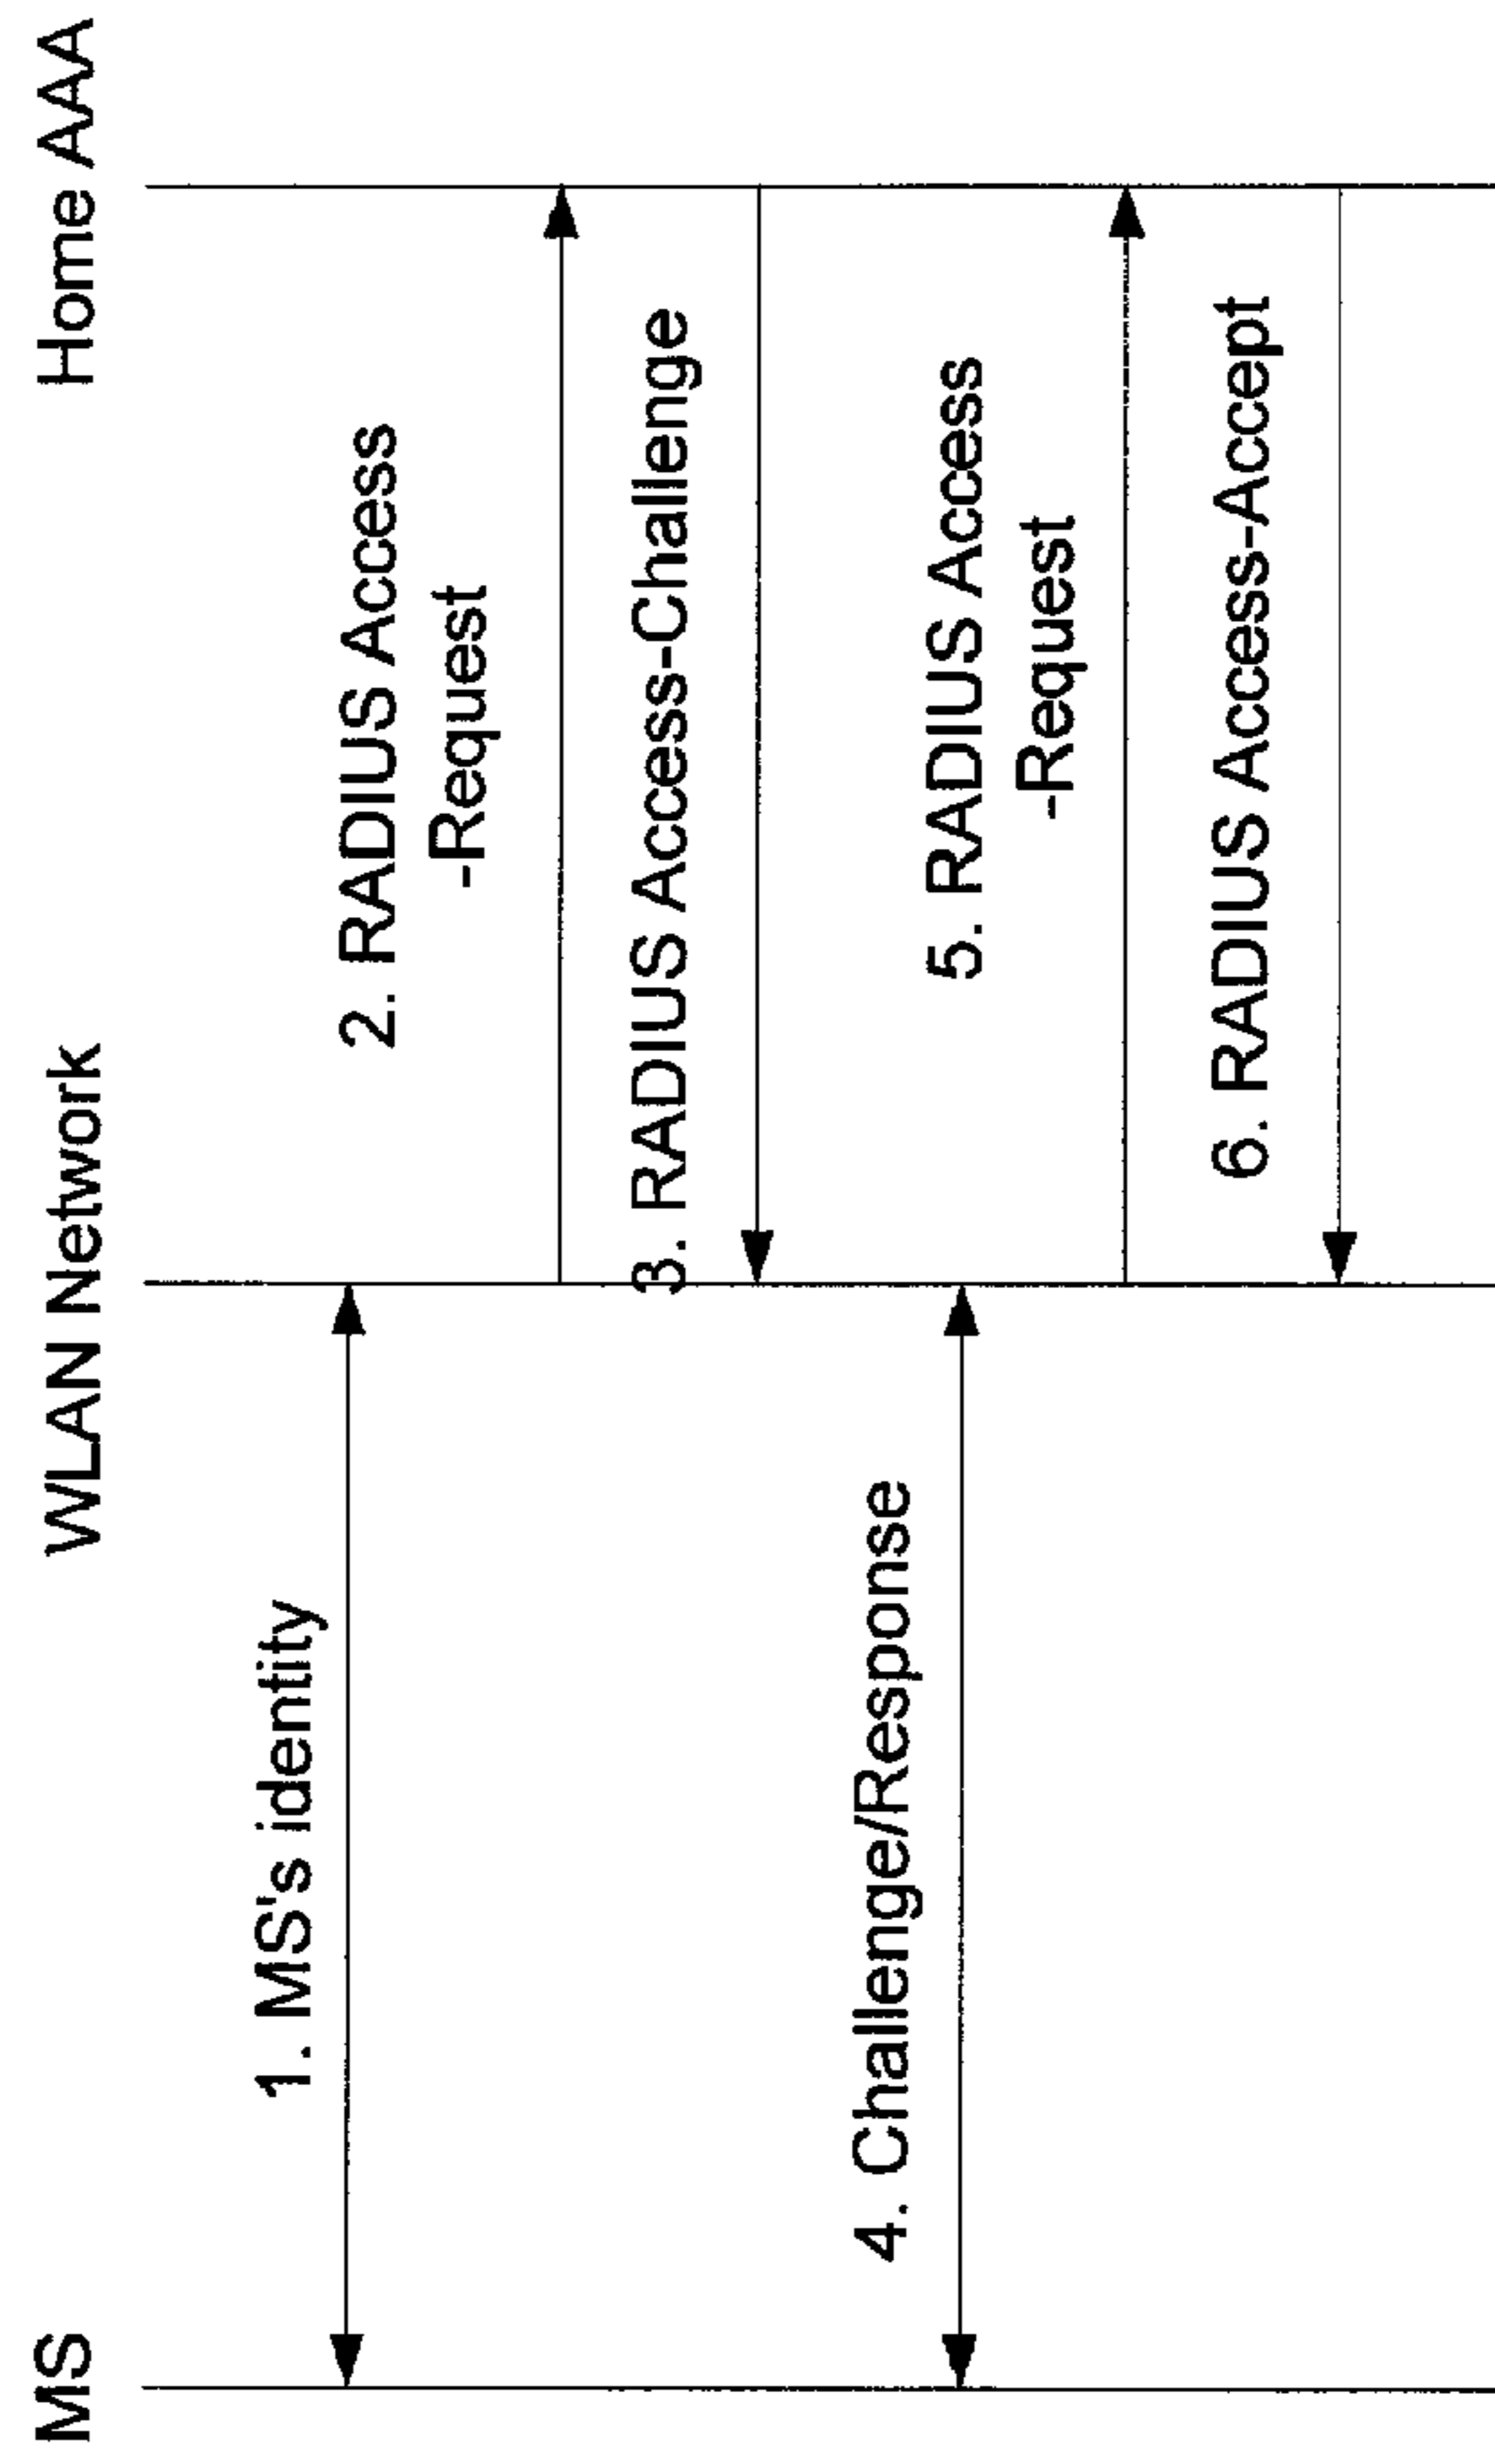 MS
WLAN Network
Home AAA
1. MS's identity
2. RADIUS Access
-Request
3. RADIUS Access-Challenge
4. Challenge/Response
5. RADIUS Access
-Request
6. RADIUS Access-Accept